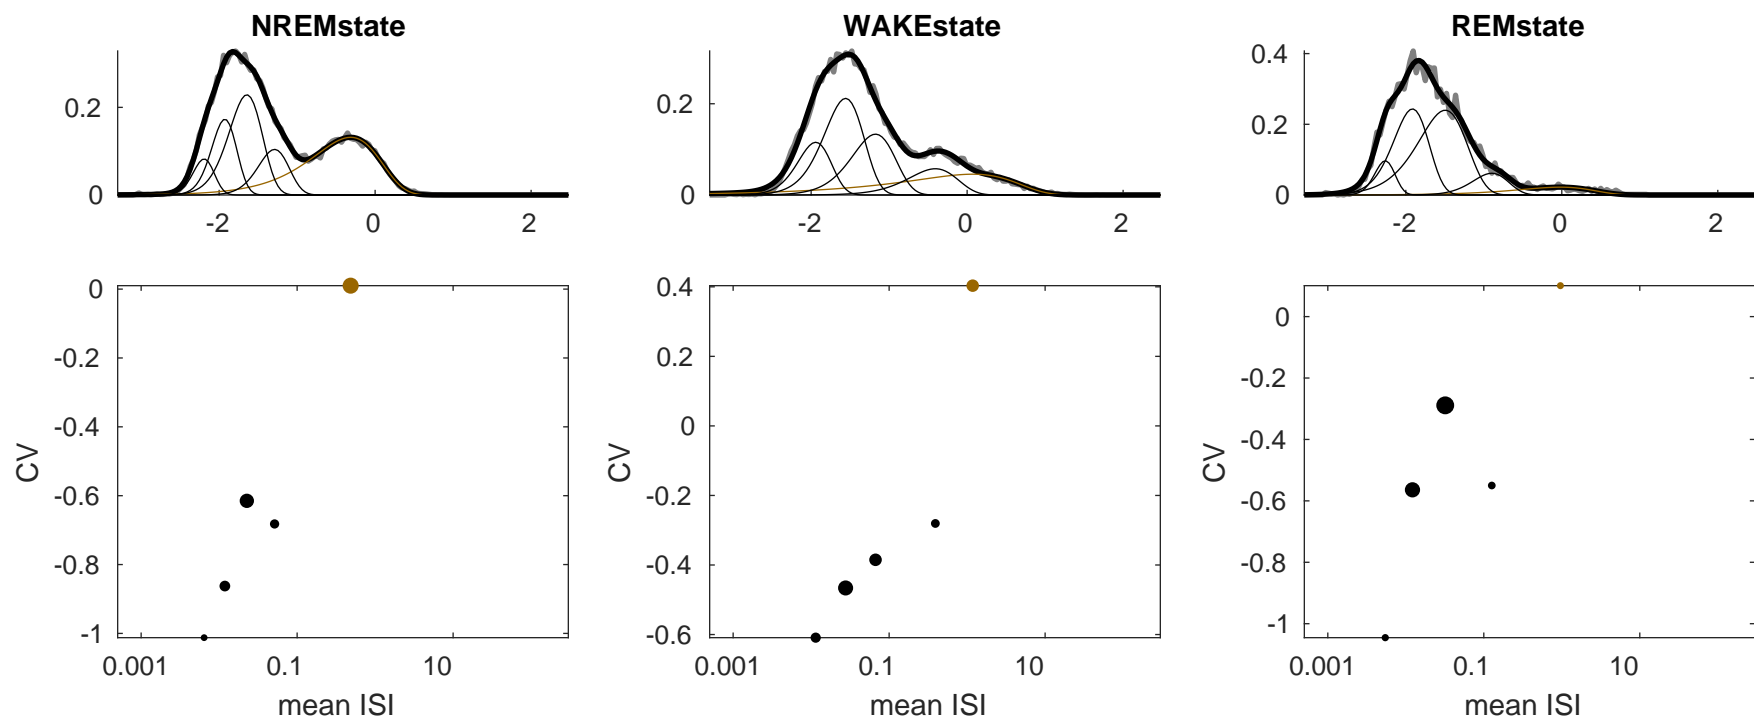 NREMstate WAKEstate REMstate
0.2 0.2 0.4
0 0 0.2
-2 0 2 -2 0 2 0
-2 0 2
0 0.4 0
-0.2 0.2 -0.2
-0.4 0 -0.4
-0.6 -0.2 -0.6
-0.8 -0.4 -0.8
-1 -0.6 -1
CV CV CV
0.001 0.1 10 0.001 0.1 10 0.001 0.1 10
mean ISI mean ISI mean ISI